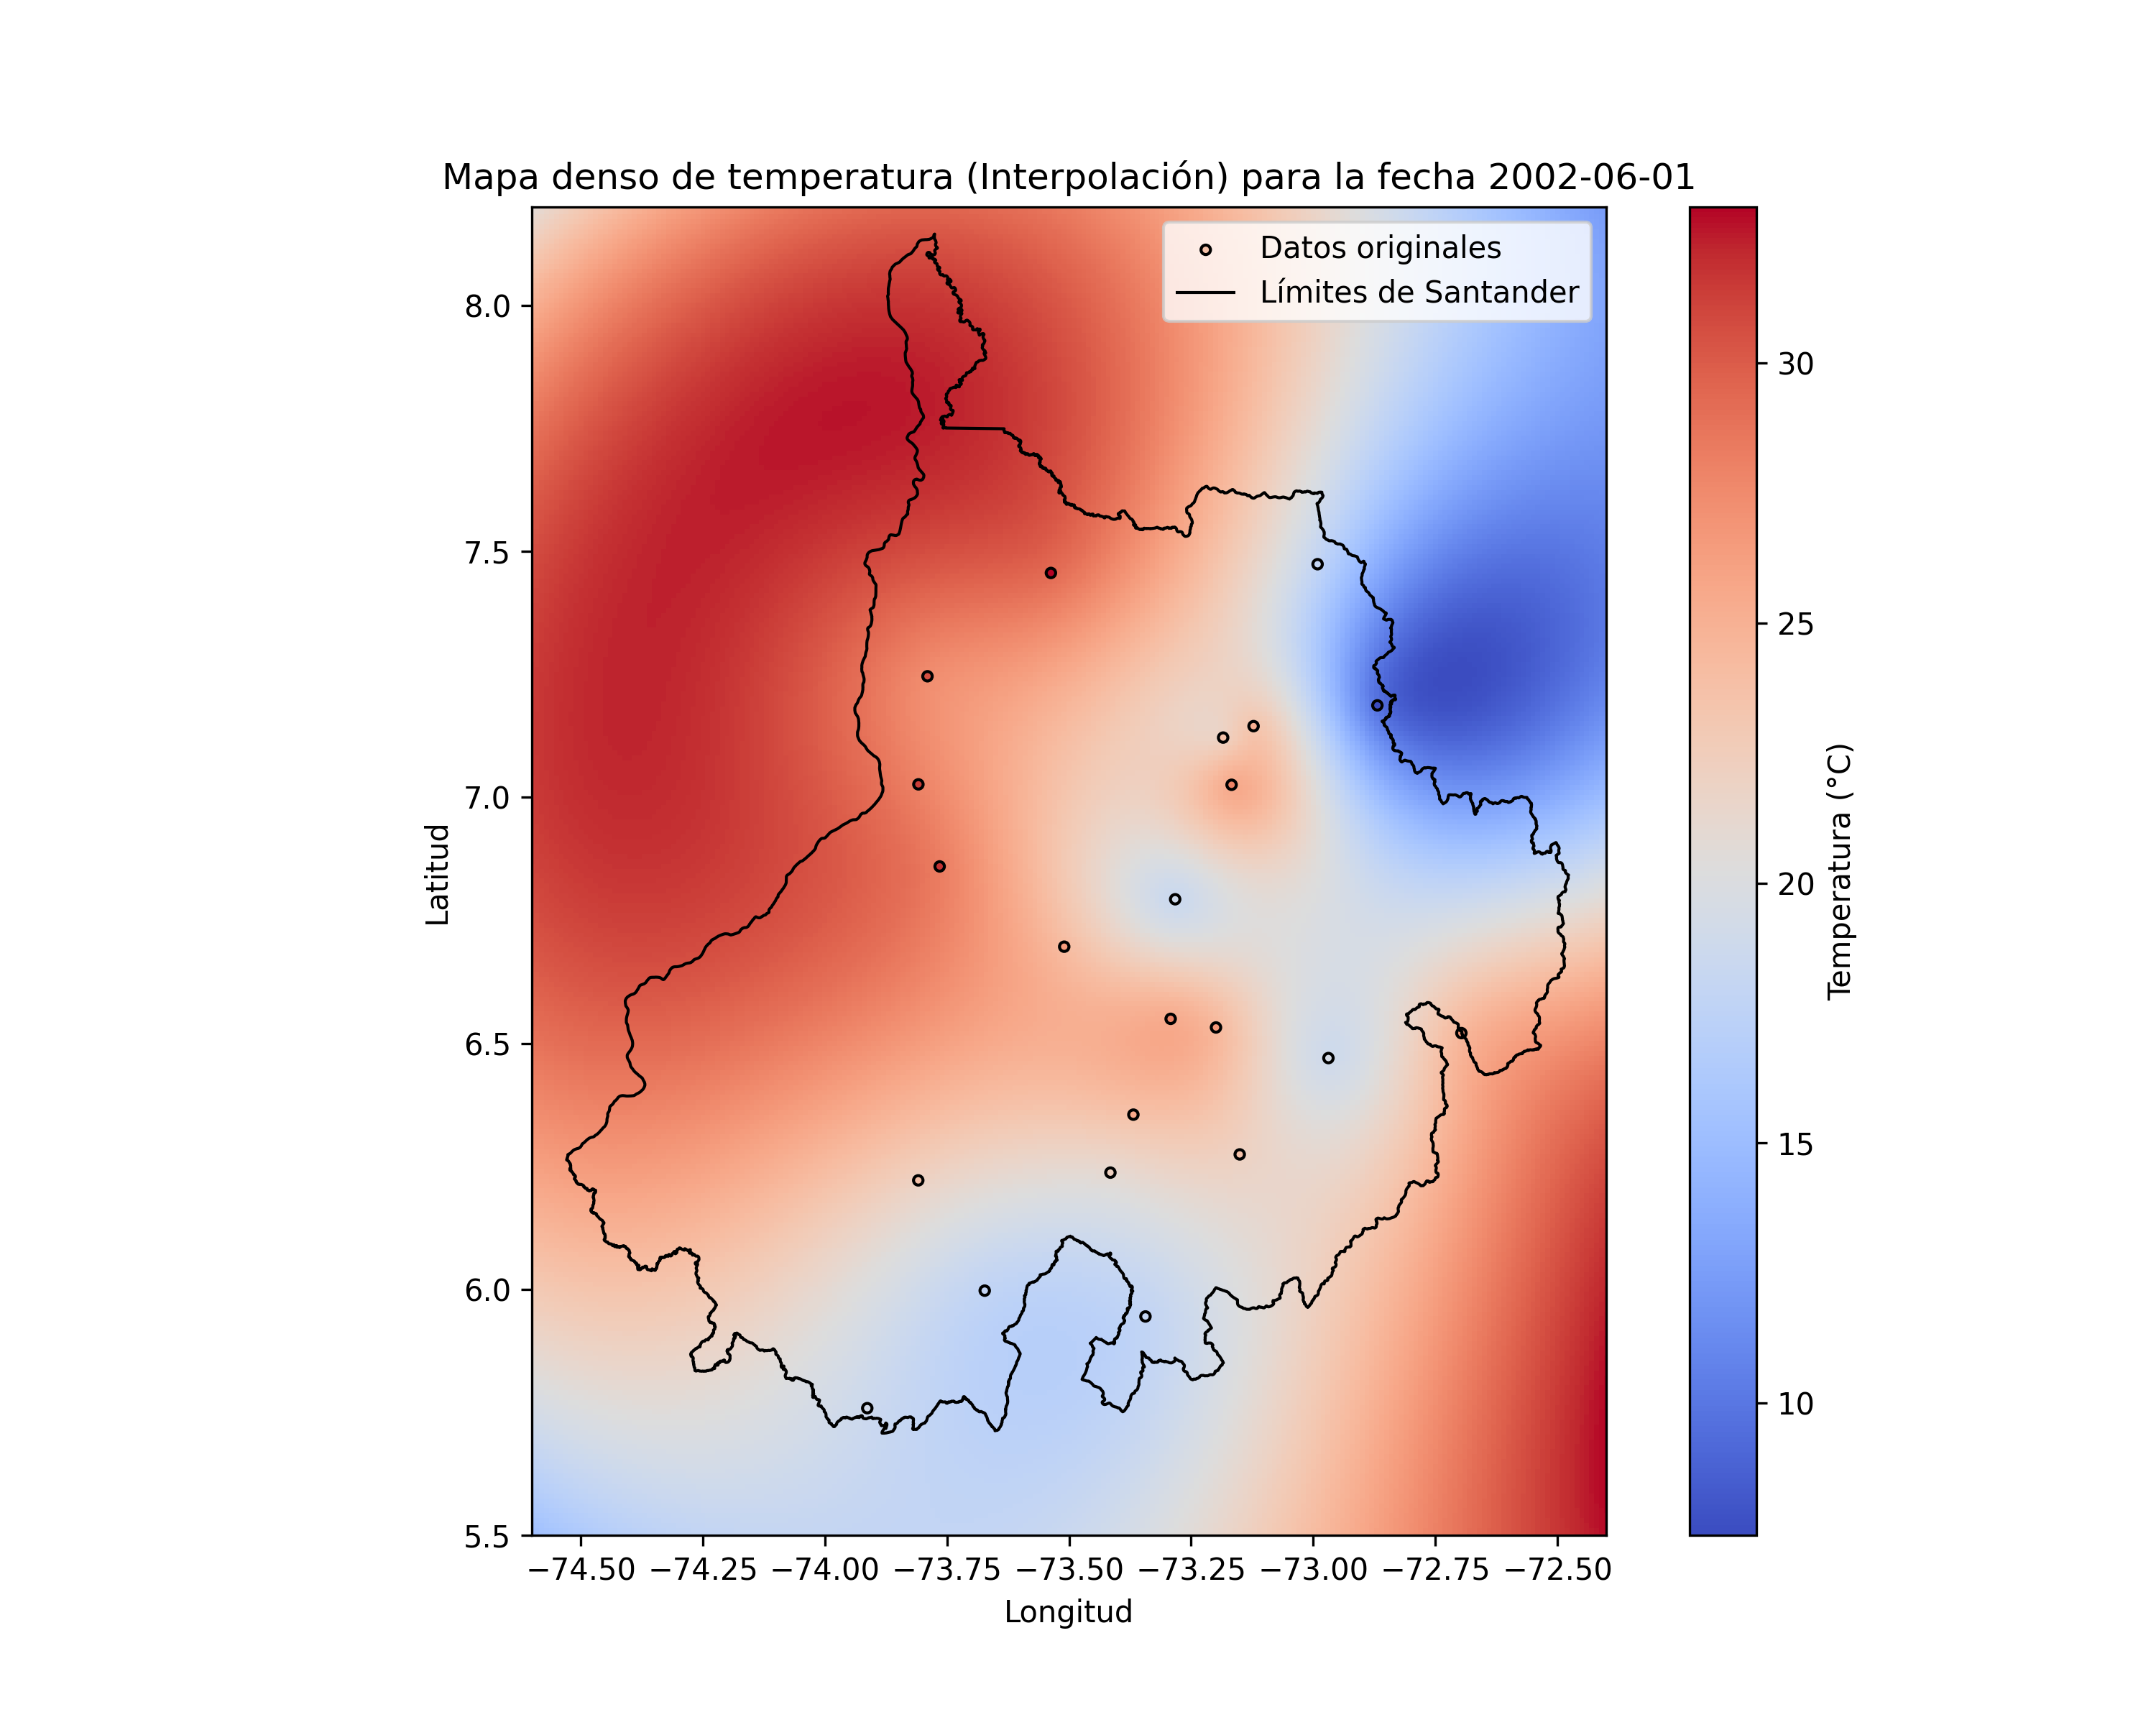 Mapa denso de temperatura (Interpolación) para la fecha 2002-06-01
Datos originales
Límites de Santander
8.0
7.5
7.0
6.5
6.0
5.5
Latitud
−74.50 −74.25 −74.00 −73.75 −73.50 −73.25 −73.00 −72.75 −72.50
Longitud
30
25
20
15
10
Temperatura (°C)